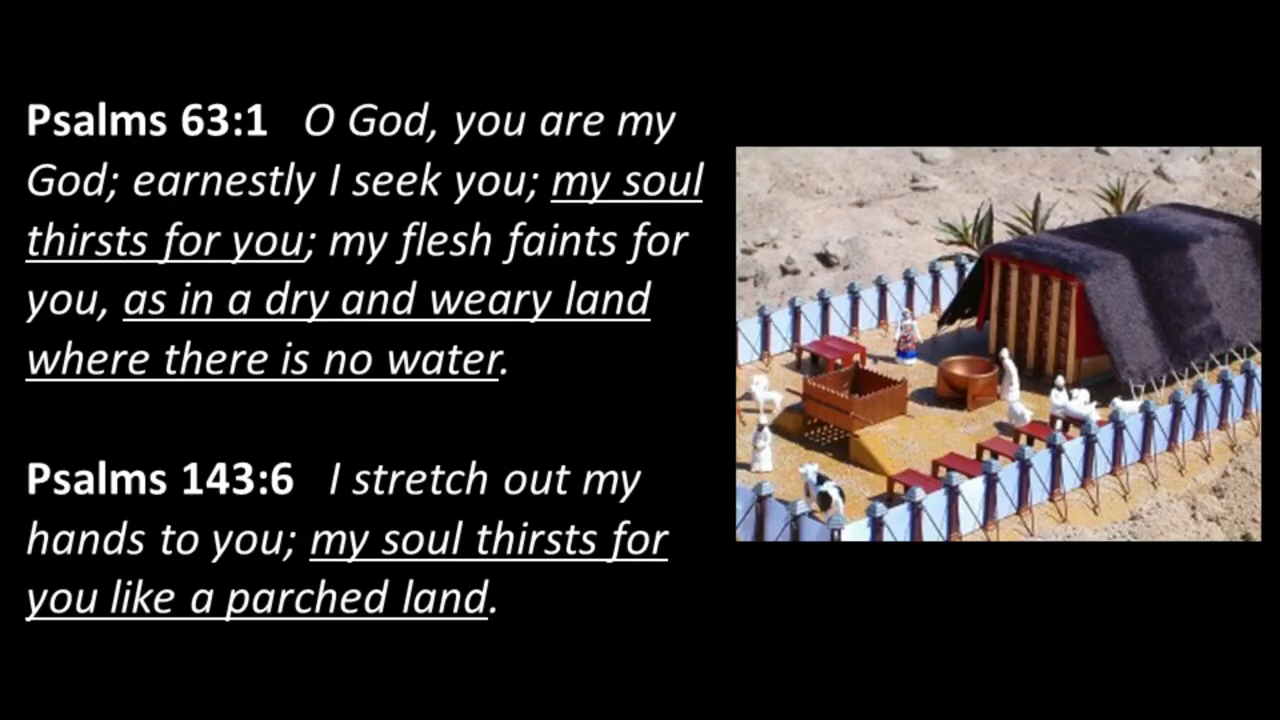 Psalms 63:1 O God, you are my
God; earnestly I seek you; my soul
thirsts for you; my flesh faints for
you, as in a dry and weary land
where there is no water.
Psalms 143:6 I stretch out my
hands to you; my soul thirsts for
you like a parched land.